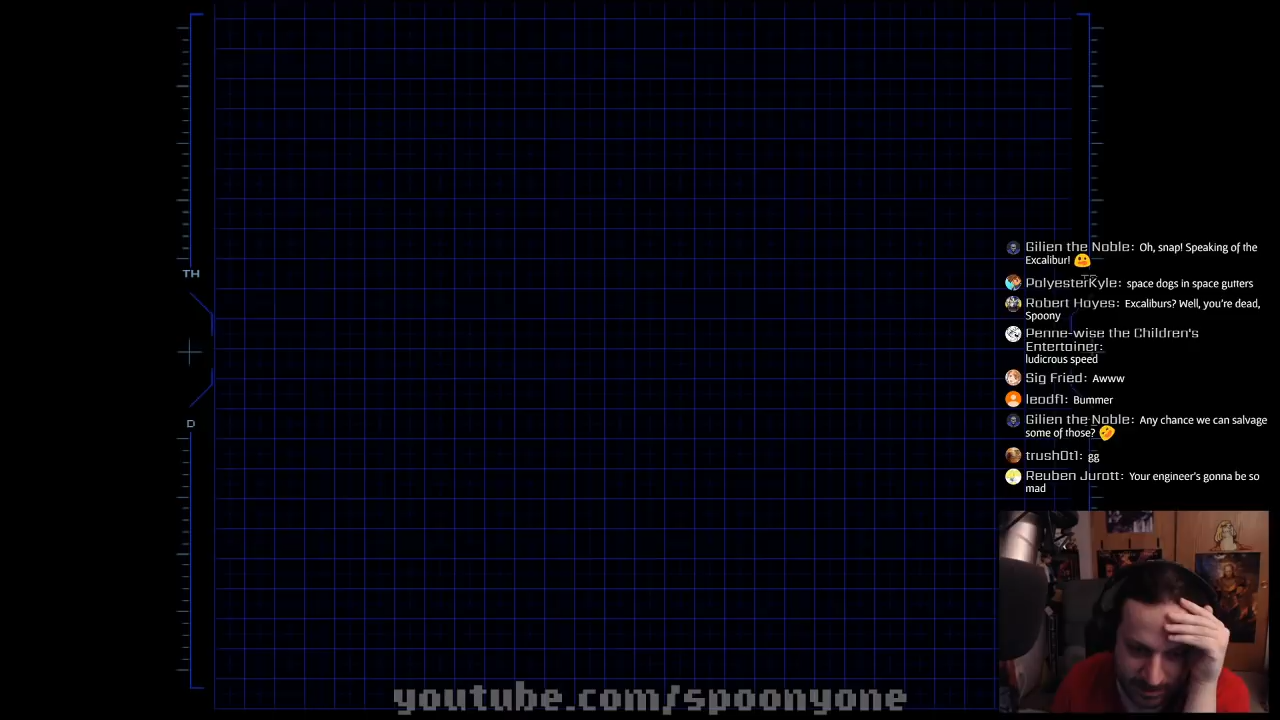 TH
D
Gilien the Noble: Oh, snap! Speaking of the
Excalibur!
PolyesterKyle: space dogs in space gutters
Robert Hayes: Excaliburs? Well, you're dead,
Spoony
Penne-wise the Children's
Entertainer:
ludicrous speed
Sig Fried: Awww
leodf1: Bummer
Gilien the Noble: Any chance we can salvage
some of those?
trush0t1: gg
Reuben Jurott: Your engineer's gonna be so
mad
youtube.com/spoonyone